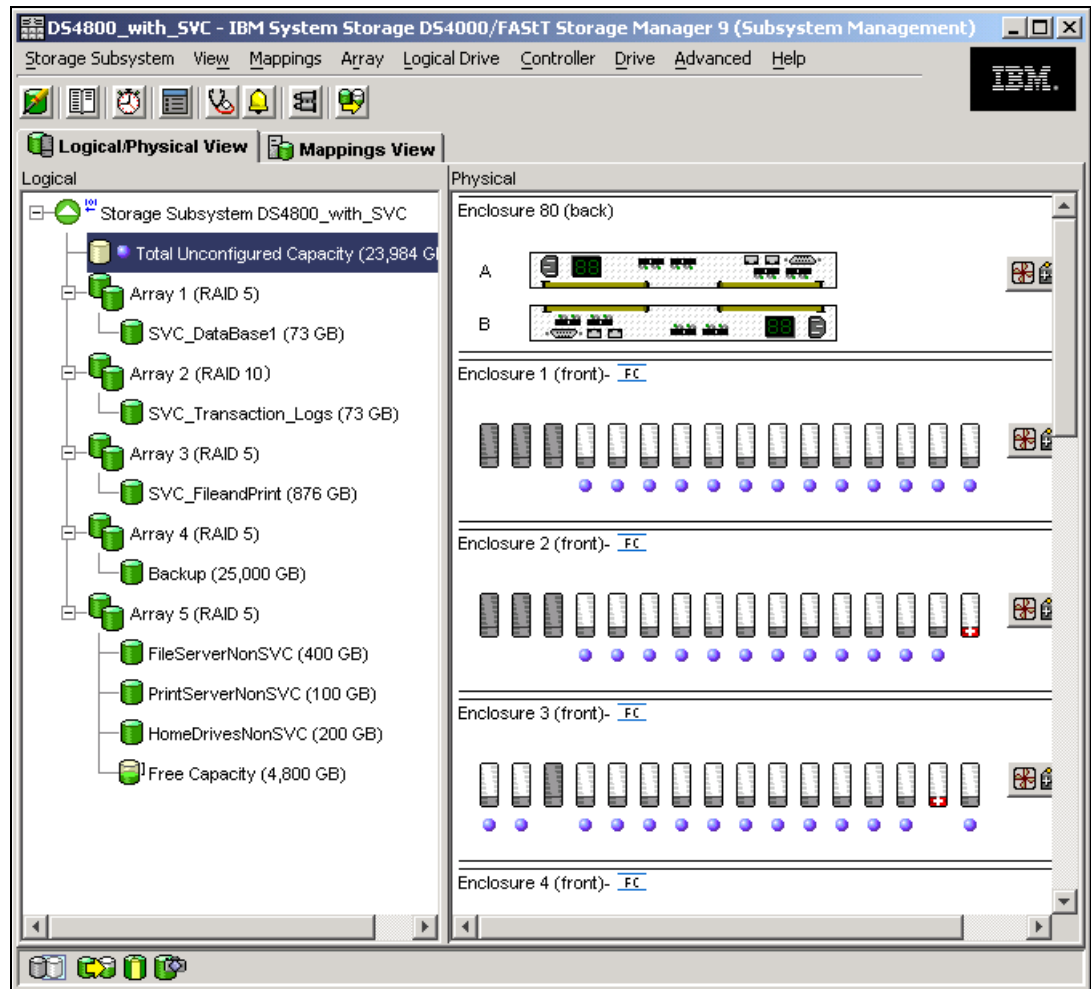 DS4800_with_SVC - IBM System Storage DS4000/FAStT Storage Manager 9 (Subsystem Management)
Storage Subsystem View Mappings Array Logical Drive Controller Drive Advanced Help
IBM.
Logical/Physical View Mappings View
Logical
Storage Subsystem DS4800_with_SVC
Total Unconfigured Capacity (23,984 G
Array 1 (RAID 5)
SVC_DataBase1 (73 GB)
Array 2 (RAID 10)
SVC_Transaction_Logs (73 GB)
Array 3 (RAID 5)
SVC_FileandPrint (876 GB)
Array 4 (RAID 5)
Backup (25,000 GB)
Array 5 (RAID 5)
FileServerNonSVC (400 GB)
PrintServerNonSVC (100 GB)
HomeDrivesNonSVC (200 GB)
Free Capacity (4,800 GB)
Physical
Enclosure 80 (back)
A
88
B
88
Enclosure 1 (front)- FC
Enclosure 2 (front)- FC
Enclosure 3 (front)- FC
Enclosure 4 (front)- FC